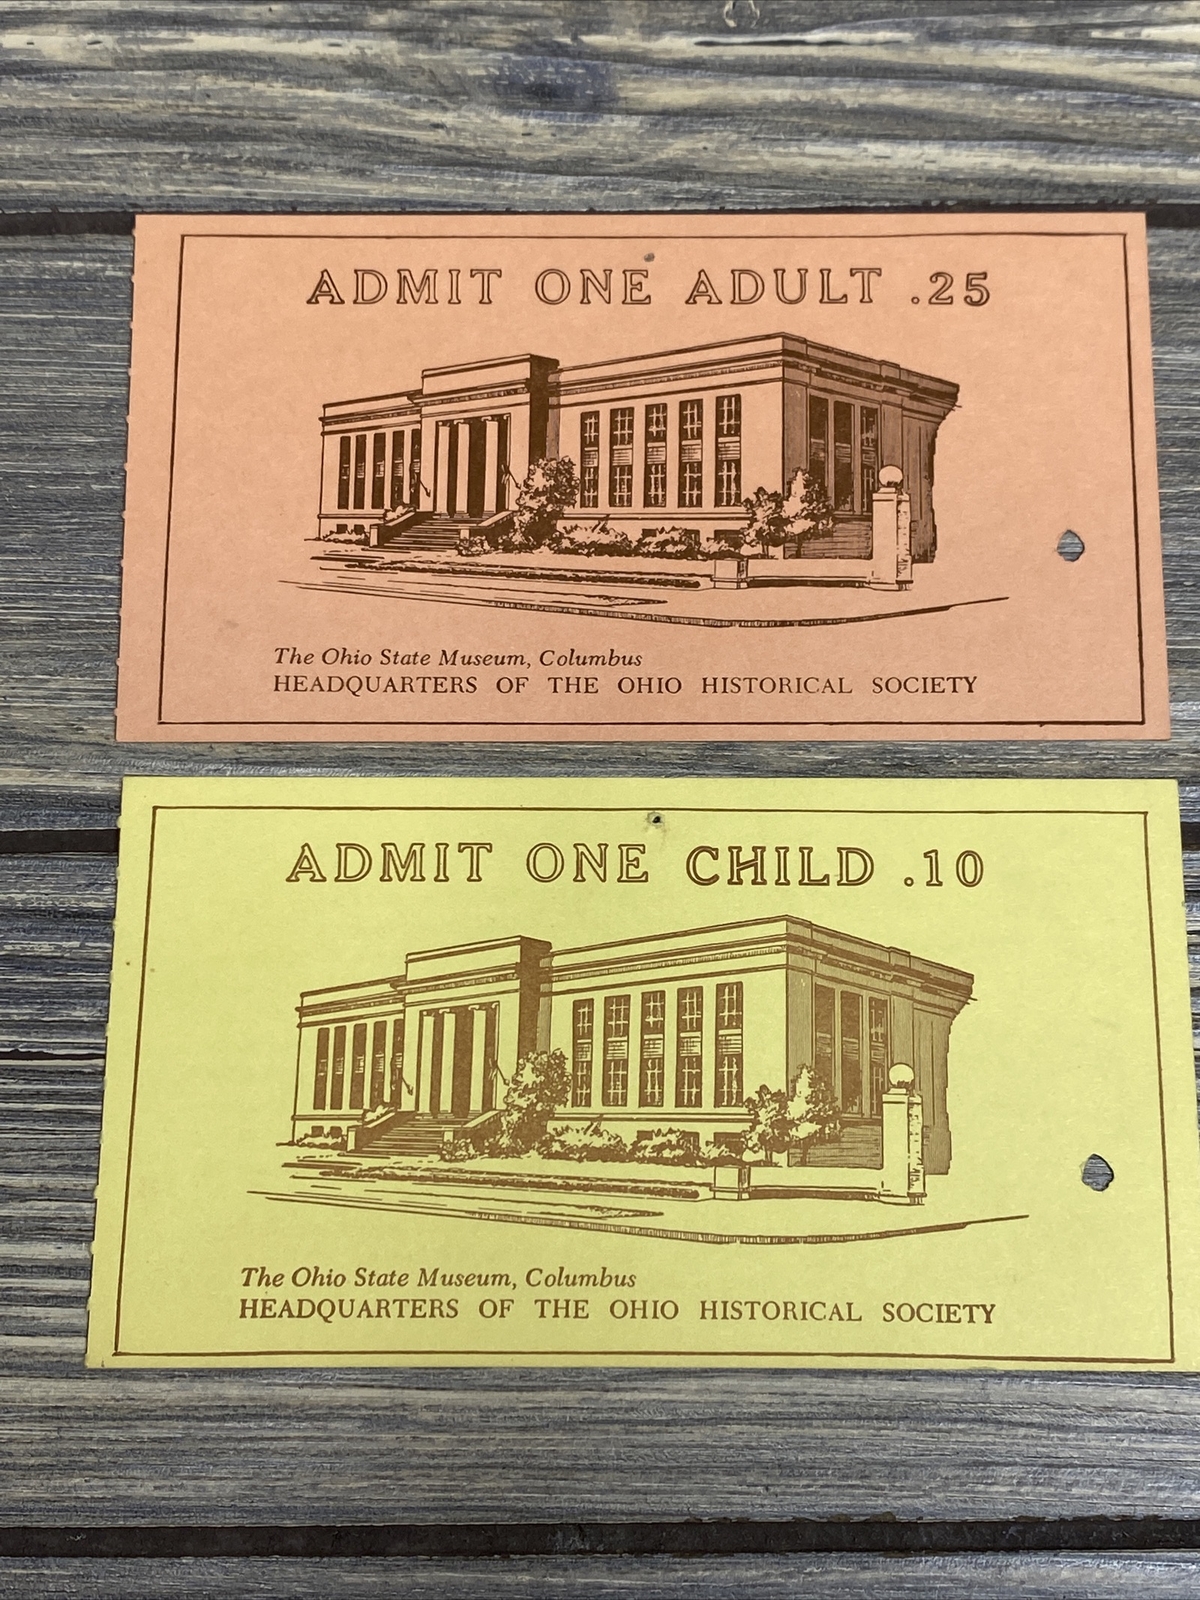 ADMIT ONE ADULT .25
The Ohio State Museum, Columbus
HEADQUARTERS OF THE OHIO HISTORICAL SOCIETY
ADMIT ONE CHILD .10
The Ohio State Museum, Columbus
HEADQUARTERS OF THE OHIO HISTORICAL SOCIETY